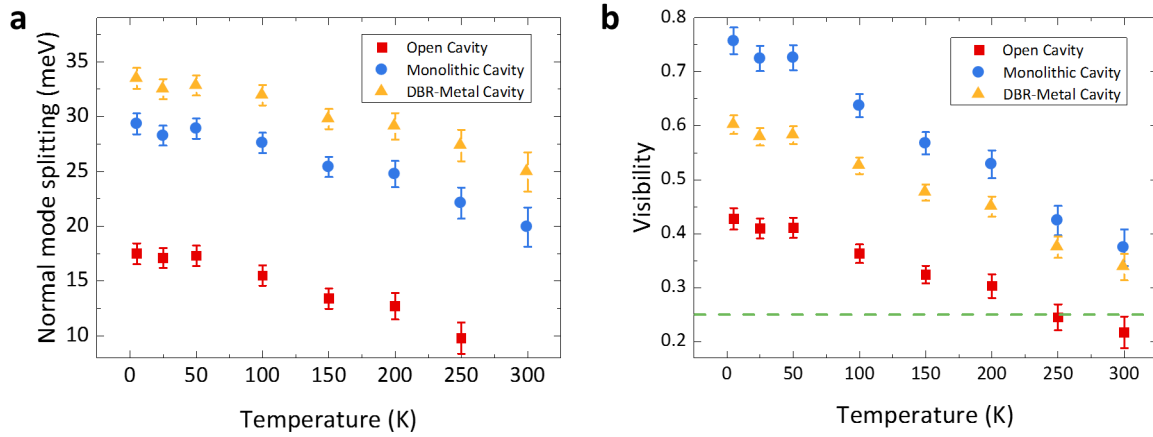 a
Normal mode splitting (meV)
35
30
25
20
15
10
0 50 100 150 200 250 300
Temperature (K)
Open Cavity
Monolithic Cavity
DBR-Metal Cavity
b
Visibility
0.8
0.7
0.6
0.5
0.4
0.3
0.2
0 50 100 150 200 250 300
Temperature (K)
Open Cavity
Monolithic Cavity
DBR-Metal Cavity